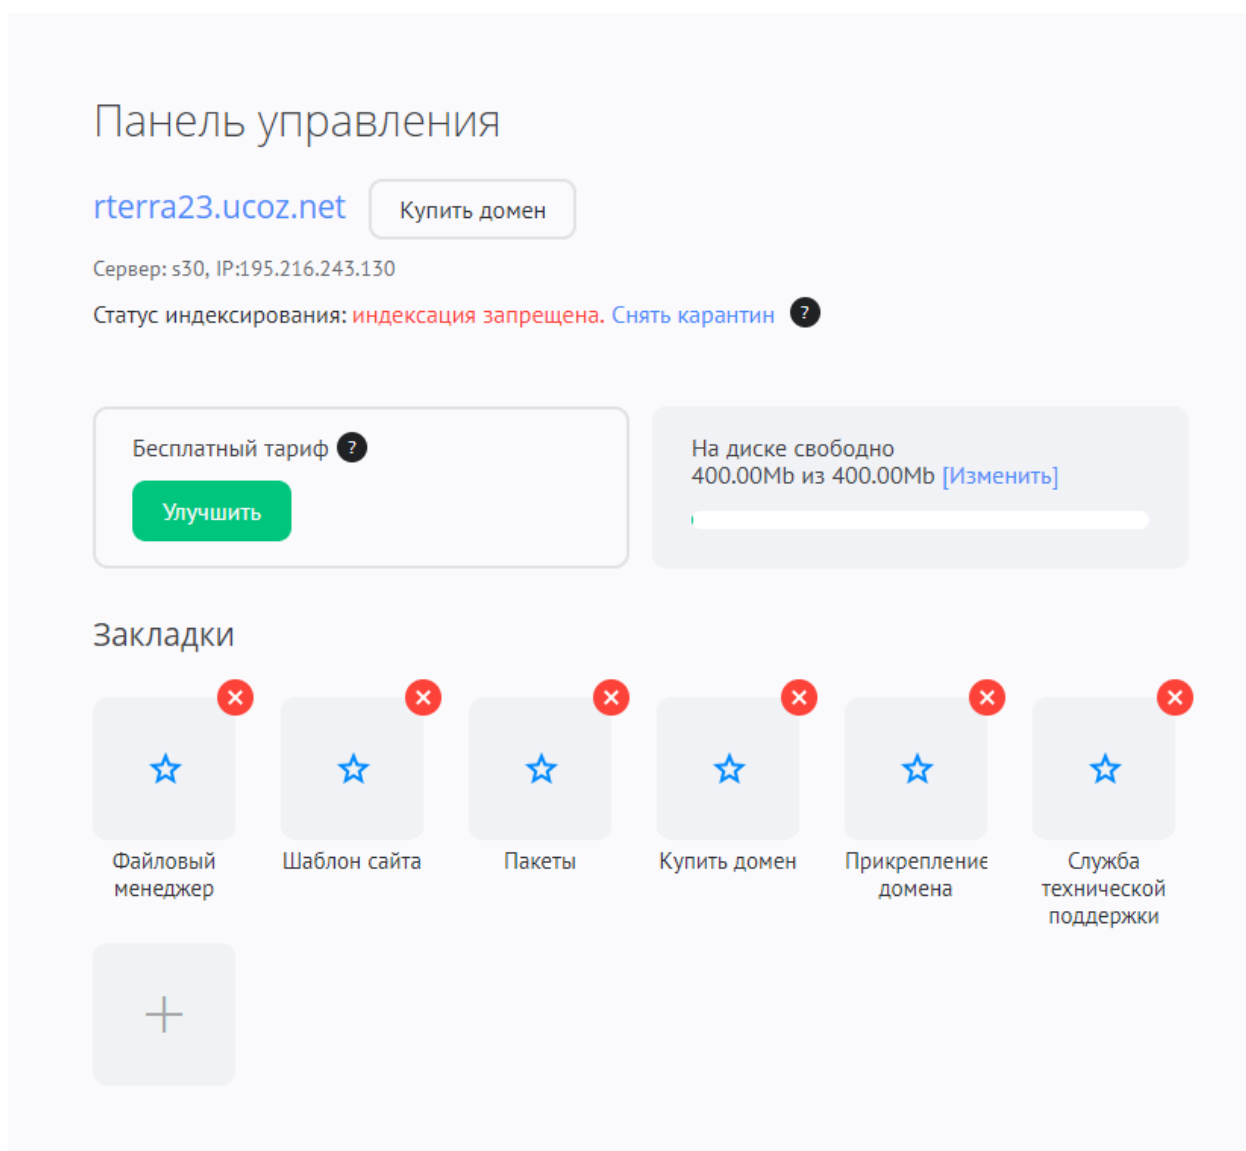 Панель управления
rterra23.ucoz.net Купить домен
Сервер: s30, IP:195.216.243.130
Статус индексирования: индексация запрещена. Снять карантин ?
Бесплатный тариф ?
Улучшить
На диске свободно
400.00Mb из 400.00Mb [Изменить]
Закладки
Файловый
менеджер
Шаблон сайта
Пакеты
Купить домен
Прикрепление
домена
Служба
технической
поддержки